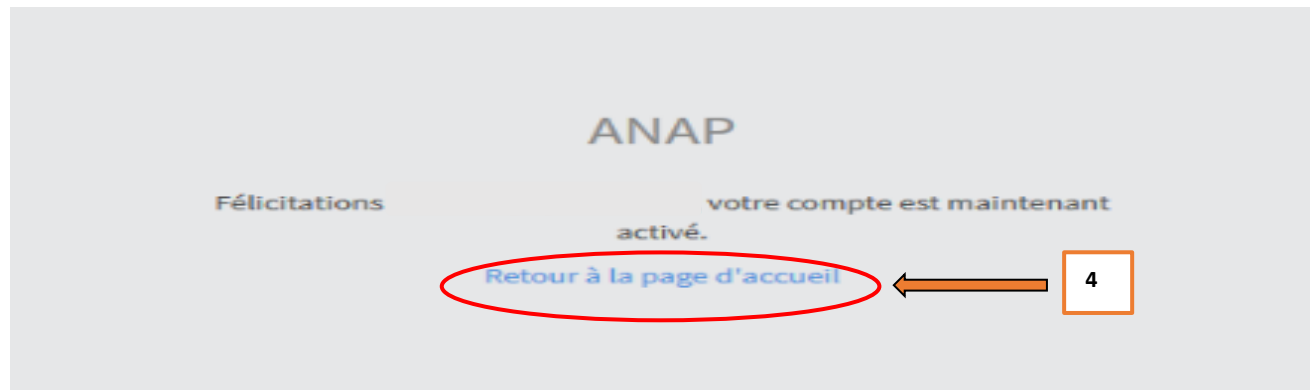 ANAP
Félicitations votre compte est maintenant
activé.
Retour à la page d'accueil
4